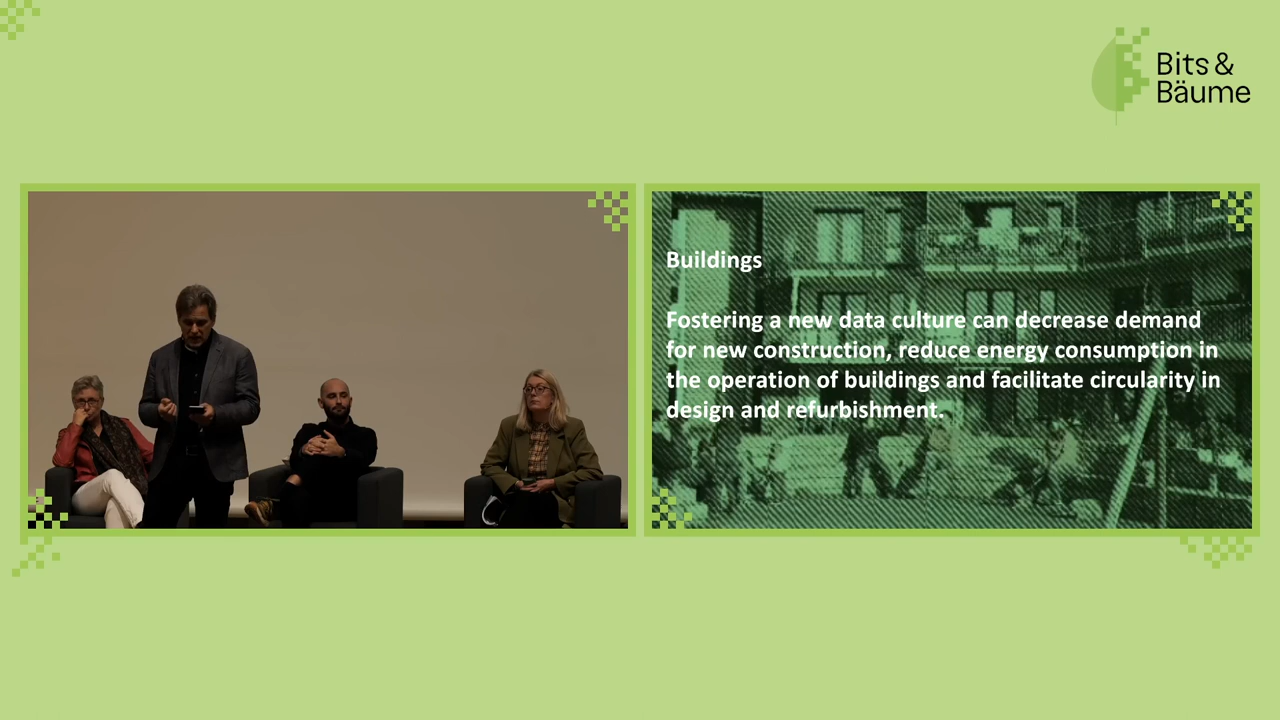 Bits &
Bäume
Buildings
Fostering a new data culture can decrease demand
for new construction, reduce energy consumption in
the operation of buildings and facilitate circularity in
design and refurbishment.